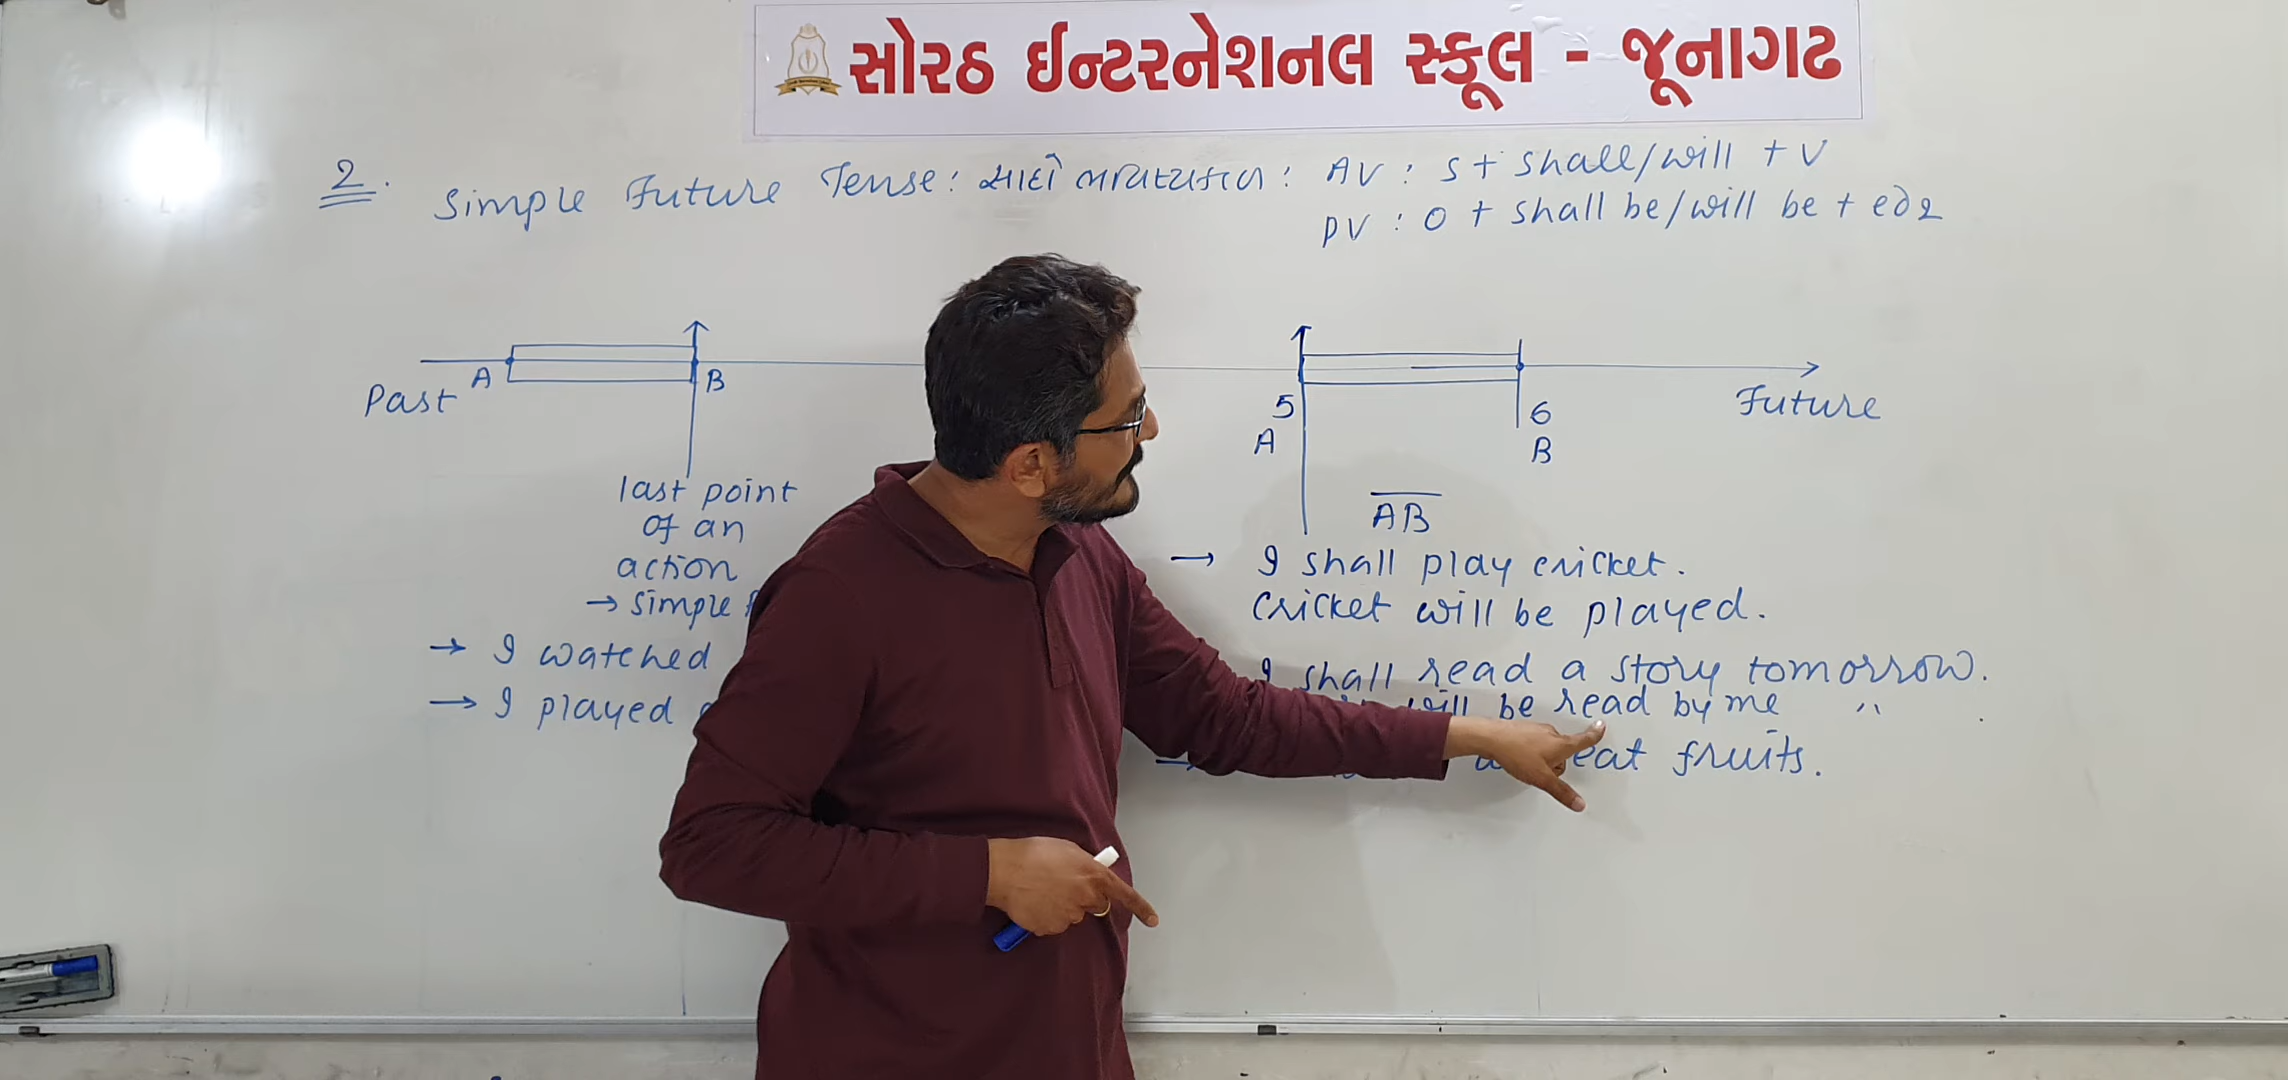 સોરઠ ઈન્ટરનેશનલ સ્કૂલ - જૂનાગઢ
2. Simple Future Tense: સાદો ભવિષ્યકાળ: AV: S + shall/will + V
PV: O + shall be/will be + ed2
Past A B
5 6 Future
A B
last point
of an
action
→ simple
AB
→ I shall play cricket.
cricket will be played.
→ I watched
I shall read a story tomorrow.
→ I played
will be read by me " .
→ eat fruits.